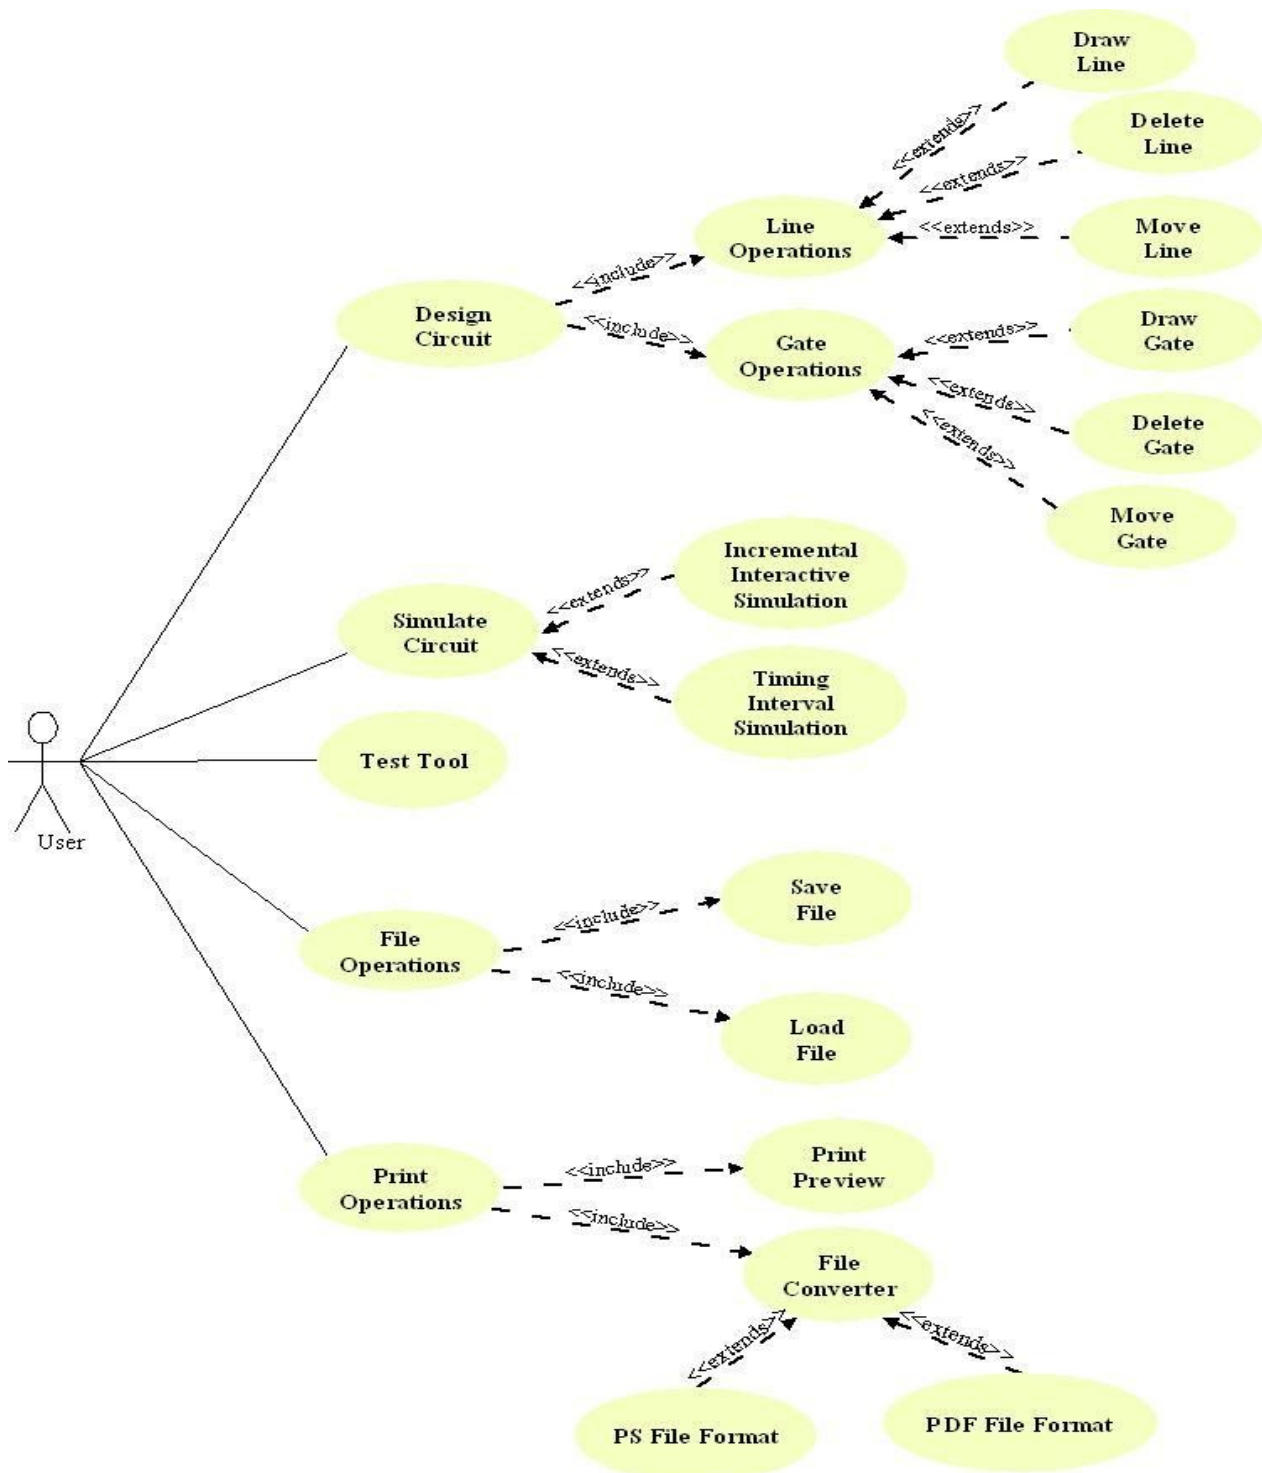 Draw
Line
<<extends>>
Delete
Line
<<extends>>
Line
Operations
<<extends>>
Move
Line
<<include>>
Design
Circuit
<<include>>
Gate
Operations
<<extends>>
Draw
Gate
<<extends>>
Delete
Gate
<<extends>>
Move
Gate
Incremental
Interactive
Simulation
<<extends>>
Simulate
Circuit
<<extends>>
Timing
Interval
Simulation
Test Tool
User
Save
File
<<include>>
File
Operations
<<include>>
Load
File
Print
Preview
<<include>>
Print
Operations
<<include>>
File
Converter
<<extends>>
<<extends>>
PS File Format
PDF File Format